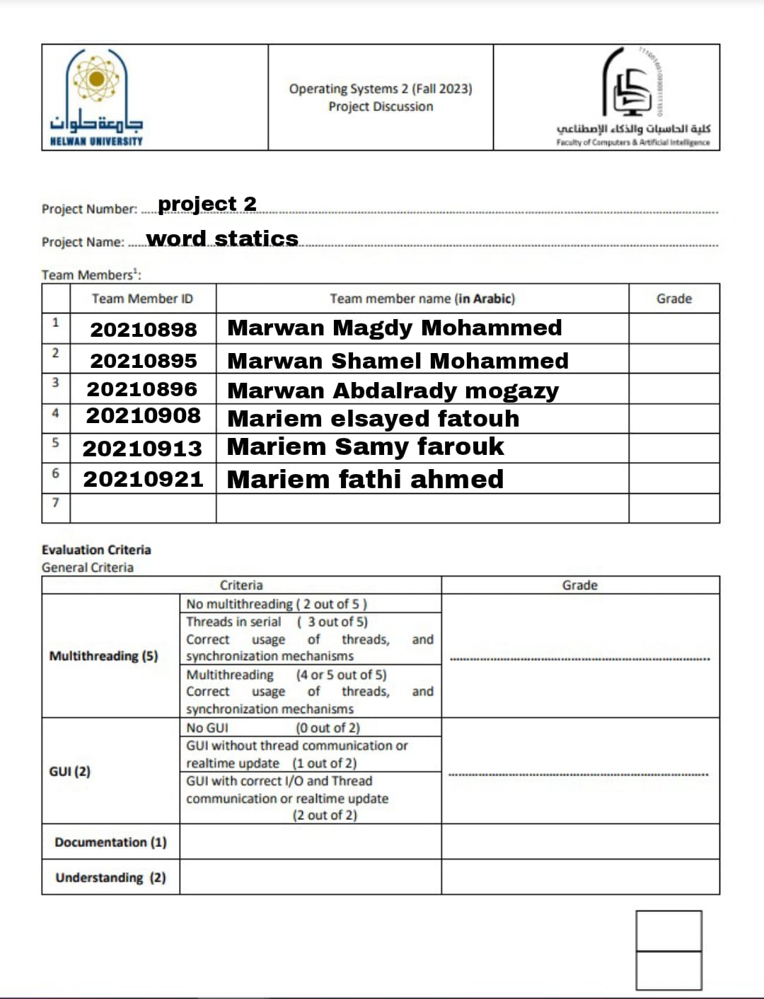 جامعة حلوان
HELWAN UNIVERSITY
Operating Systems 2 (Fall 2023)
Project Discussion
كلية الحاسبات والذكاء الإصطناعي
Faculty of Computers & Artificial Intelligence
Project Number: project 2
Project Name: word statics
Team Members¹:
Team Member ID Team member name (in Arabic) Grade
1 20210898 Marwan Magdy Mohammed
2 20210895 Marwan Shamel Mohammed
3 20210896 Marwan Abdalrady mogazy
4 20210908 Mariem elsayed fatouh
5 20210913 Mariem Samy farouk
6 20210921 Mariem fathi ahmed
7
Evaluation Criteria
General Criteria
Criteria Grade
Multithreading (5)
No multithreading ( 2 out of 5 )
Threads in serial ( 3 out of 5)
Correct usage of threads, and
synchronization mechanisms
Multithreading (4 or 5 out of 5)
Correct usage of threads, and
synchronization mechanisms
GUI (2)
No GUI (0 out of 2)
GUI without thread communication or
realtime update (1 out of 2)
GUI with correct I/O and Thread
communication or realtime update
(2 out of 2)
Documentation (1)
Understanding (2)